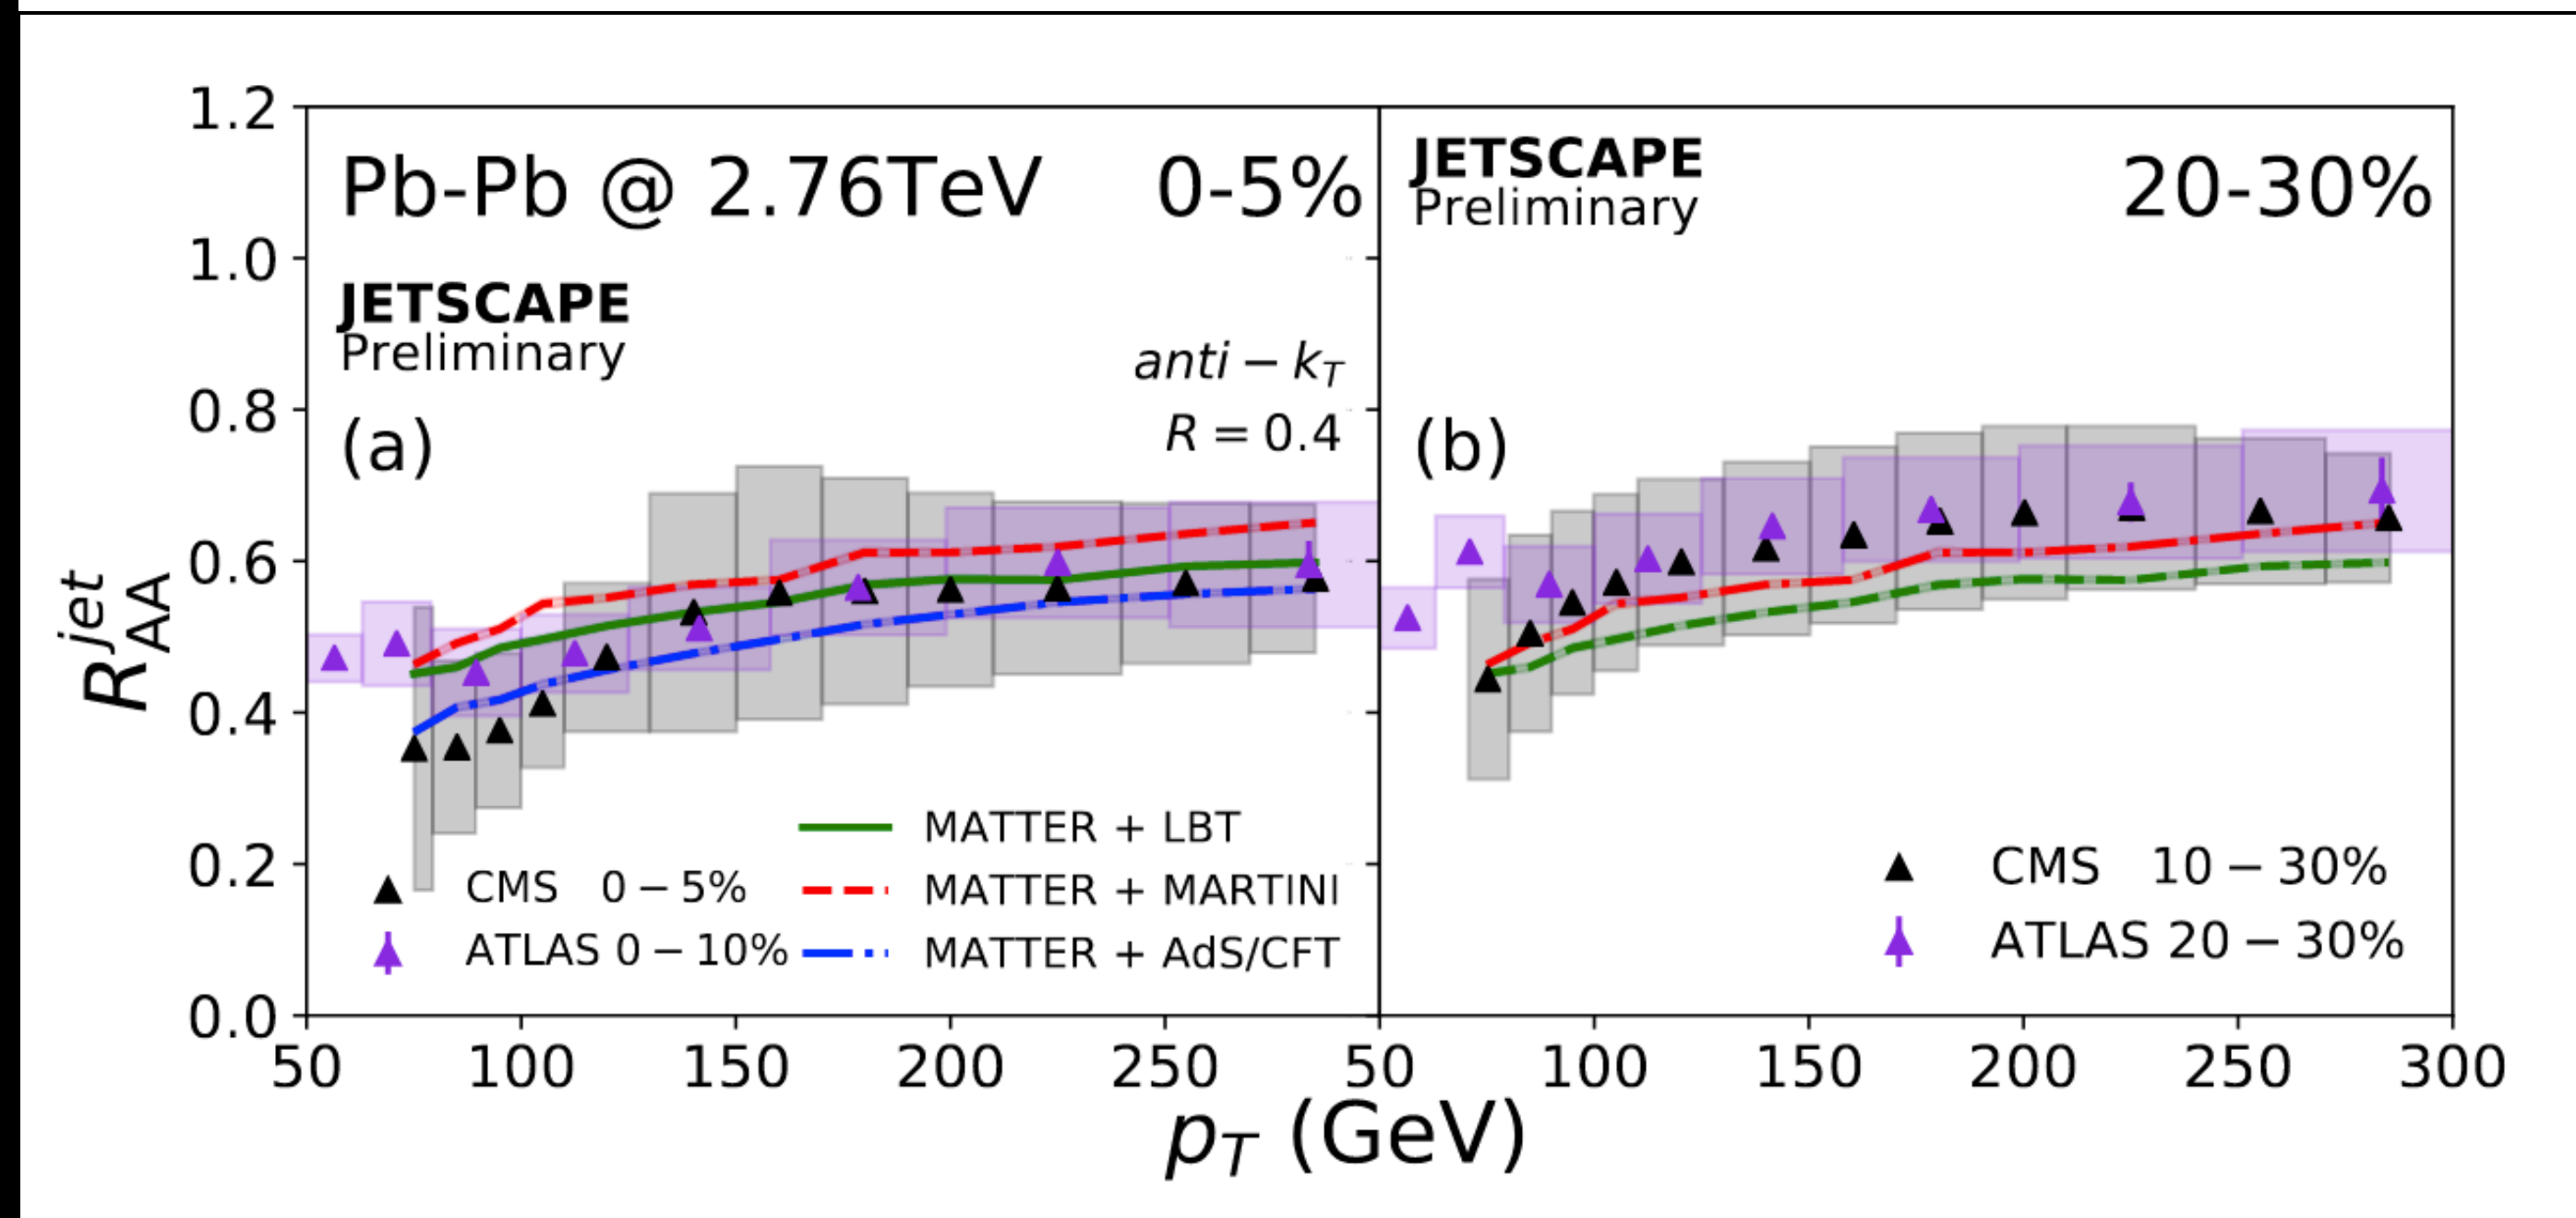 1.2
1.0
0.8
0.6
0.4
0.2
0.0
R_AA^jet
Pb-Pb @ 2.76TeV 0-5%
JETSCAPE
Preliminary
anti − k_T
R = 0.4
(a)
MATTER + LBT
CMS 0 − 5%
MATTER + MARTINI
ATLAS 0 − 10%
MATTER + AdS/CFT
JETSCAPE
Preliminary
20-30%
(b)
CMS 10 − 30%
ATLAS 20 − 30%
50 100 150 200 250 50 100 150 200 250 300
p_T (GeV)